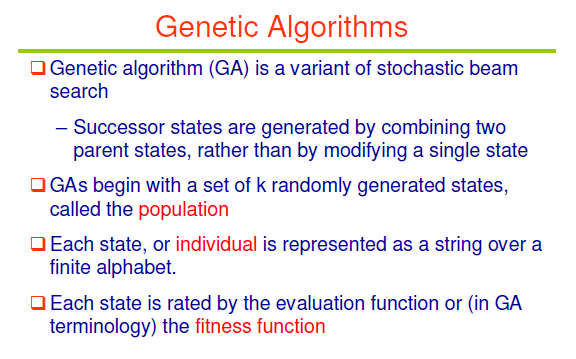 Genetic Algorithms
Genetic algorithm (GA) is a variant of stochastic beam
search
– Successor states are generated by combining two
parent states, rather than by modifying a single state
GAs begin with a set of k randomly generated states,
called the population
Each state, or individual is represented as a string over a
finite alphabet.
Each state is rated by the evaluation function or (in GA
terminology) the fitness function